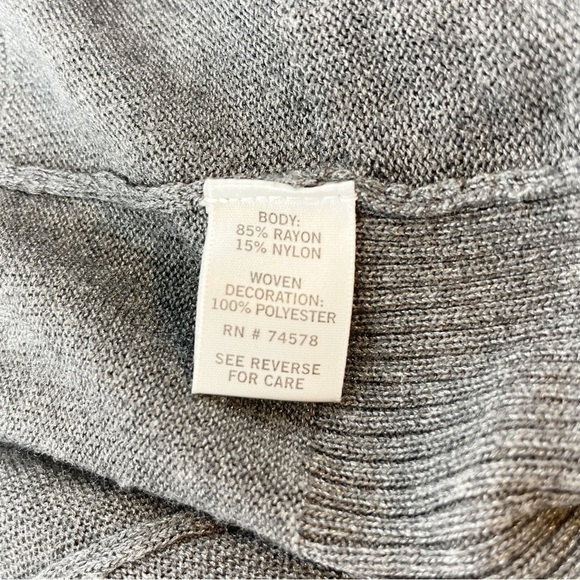 BODY:
85% RAYON
15% NYLON
WOVEN
DECORATION:
100% POLYESTER
RN # 74578
SEE REVERSE
FOR CARE